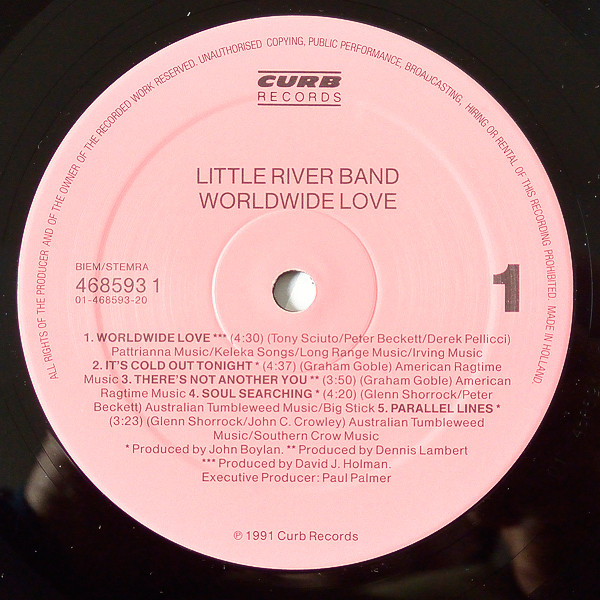 ALL RIGHTS OF THE PRODUCER AND OF THE OWNER OF THE RECORDED WORK RESERVED. UNAUTHORISED COPYING, PUBLIC PERFORMANCE, BROADCASTING, HIRING OR RENTAL OF THIS RECORDING PROHIBITED. MADE IN HOLLAND
CURB
RECORDS
LITTLE RIVER BAND
WORLDWIDE LOVE
BIEM/STEMRA
468593 1
01-468593-20
1
1. WORLDWIDE LOVE *** (4:30) (Tony Sciuto/Peter Beckett/Derek Pellicci)
Pattrianna Music/Keleka Songs/Long Range Music/Irving Music
2. IT'S COLD OUT TONIGHT * (4:37) (Graham Goble) American Ragtime
Music 3. THERE'S NOT ANOTHER YOU ** (3:50) (Graham Goble) American
Ragtime Music 4. SOUL SEARCHING * (4:20) (Glenn Shorrock/Peter
Beckett) Australian Tumbleweed Music/Big Stick 5. PARALLEL LINES *
(3:23) (Glenn Shorrock/John C. Crowley) Australian Tumbleweed
Music/Southern Crow Music
* Produced by John Boylan. ** Produced by Dennis Lambert
*** Produced by David J. Holman.
Executive Producer: Paul Palmer
℗ 1991 Curb Records